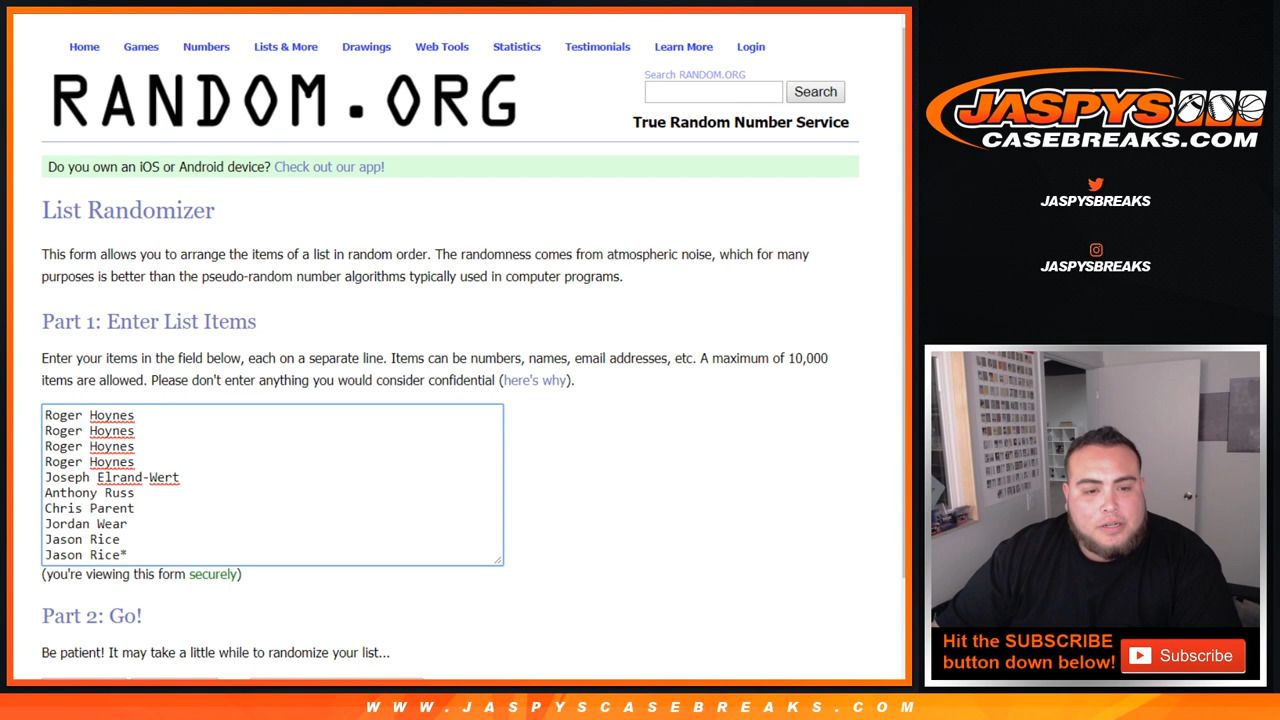 Home Games Numbers Lists & More Drawings Web Tools Statistics Testimonials Learn More Login
RANDOM.ORG
Search RANDOM.ORG
Search
True Random Number Service
Do you own an iOS or Android device? Check out our app!
List Randomizer
This form allows you to arrange the items of a list in random order. The randomness comes from atmospheric noise, which for many
purposes is better than the pseudo-random number algorithms typically used in computer programs.
Part 1: Enter List Items
Enter your items in the field below, each on a separate line. Items can be numbers, names, email addresses, etc. A maximum of 10,000
items are allowed. Please don't enter anything you would consider confidential (here's why).
Roger Hoynes
Roger Hoynes
Roger Hoynes
Roger Hoynes
Joseph Elrand-Wert
Anthony Russ
Chris Parent
Jordan Wear
Jason Rice
Jason Rice*
(you're viewing this form securely)
Part 2: Go!
Be patient! It may take a little while to randomize your list...
JASPYS
CASEBREAKS.COM
JASPYSBREAKS
JASPYSBREAKS
Hit the SUBSCRIBE
button down below!
Subscribe
WWW.JASPYSCASEBREAKS.COM